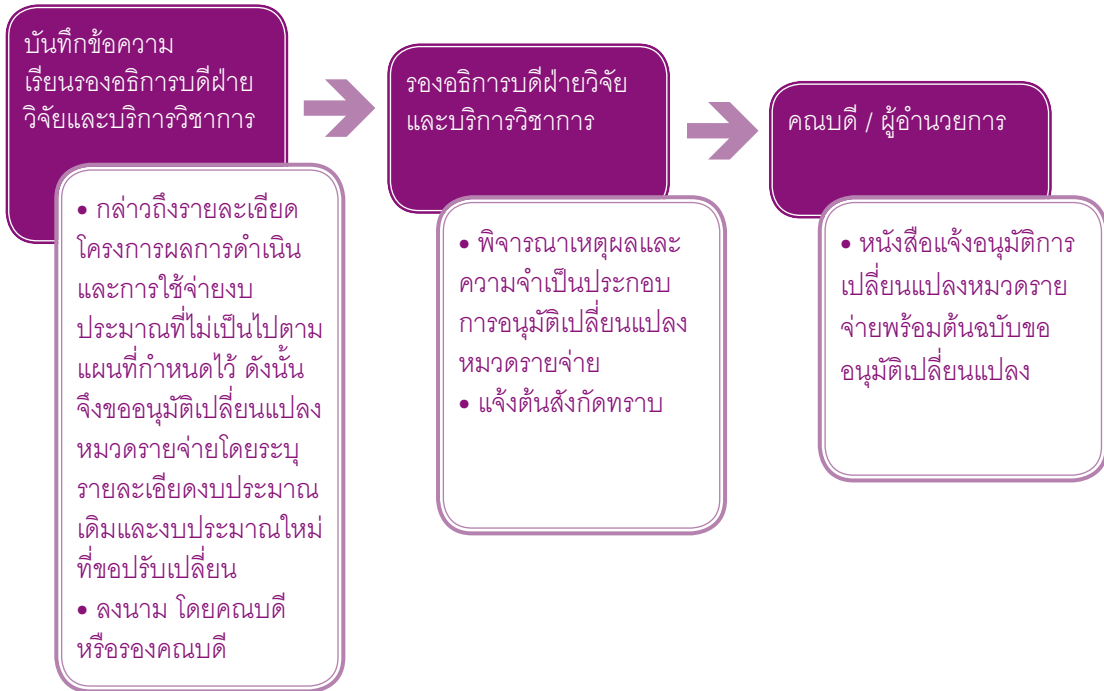 บันทึกข้อความ
เรียนรองอธิการบดีฝ่าย
วิจัยและบริการวิชาการ
• กล่าวถึงรายละเอียด
โครงการผลการดำเนิน
และการใช้จ่ายงบ
ประมาณที่ไม่เป็นไปตาม
แผนที่กำหนดไว้ ดังนั้น
จึงขออนุมัติเปลี่ยนแปลง
หมวดรายจ่ายโดยระบุ
รายละเอียดงบประมาณ
เดิมและงบประมาณใหม่
ที่ขอปรับเปลี่ยน
• ลงนาม โดยคณบดี
หรือรองคณบดี
รองอธิการบดีฝ่ายวิจัย
และบริการวิชาการ
• พิจารณาเหตุผลและ
ความจำเป็นประกอบ
การอนุมัติเปลี่ยนแปลง
หมวดรายจ่าย
• แจ้งต้นสังกัดทราบ
คณบดี / ผู้อำนวยการ
• หนังสือแจ้งอนุมัติการ
เปลี่ยนแปลงหมวดราย
จ่ายพร้อมต้นฉบับขอ
อนุมัติเปลี่ยนแปลง